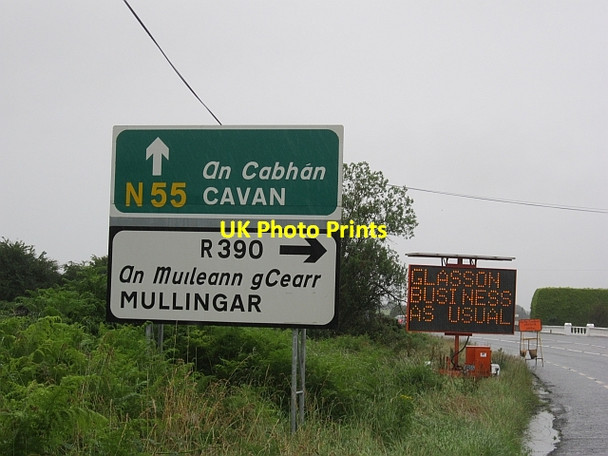 An Cabhán
N55 CAVAN
R390
An Muileann gCearr
MULLINGAR
UK Photo Prints
GLASSON
BUSINESS
AS USUAL